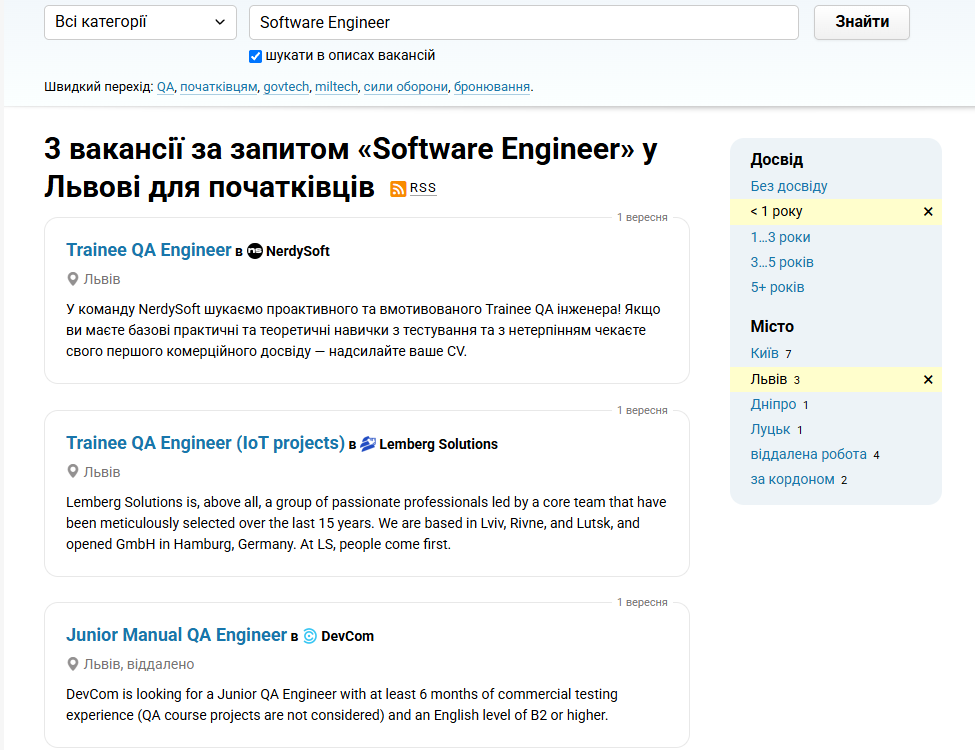 Всі категорії
Software Engineer
Знайти
шукати в описах вакансій
Швидкий перехід: QA, початківцям, govtech, miltech, сили оборони, бронювання.
3 вакансії за запитом «Software Engineer» у
Львові для початківців RSS
1 вересня
Trainee QA Engineer в NerdySoft
Львів
У команду NerdySoft шукаємо проактивного та вмотивованого Trainee QA інженера! Якщо
ви маєте базові практичні та теоретичні навички з тестування та з нетерпінням чекаєте
свого першого комерційного досвіду — надсилайте ваше CV.
1 вересня
Trainee QA Engineer (IoT projects) в Lemberg Solutions
Львів
Lemberg Solutions is, above all, a group of passionate professionals led by a core team that have
been meticulously selected over the last 15 years. We are based in Lviv, Rivne, and Lutsk, and
opened GmbH in Hamburg, Germany. At LS, people come first.
1 вересня
Junior Manual QA Engineer в DevCom
Львів, віддалено
DevCom is looking for a Junior QA Engineer with at least 6 months of commercial testing
experience (QA course projects are not considered) and an English level of B2 or higher.
Досвід
Без досвіду
< 1 року
1…3 роки
3…5 років
5+ років
Місто
Київ 7
Львів 3
Дніпро 1
Луцьк 1
віддалена робота 4
за кордоном 2